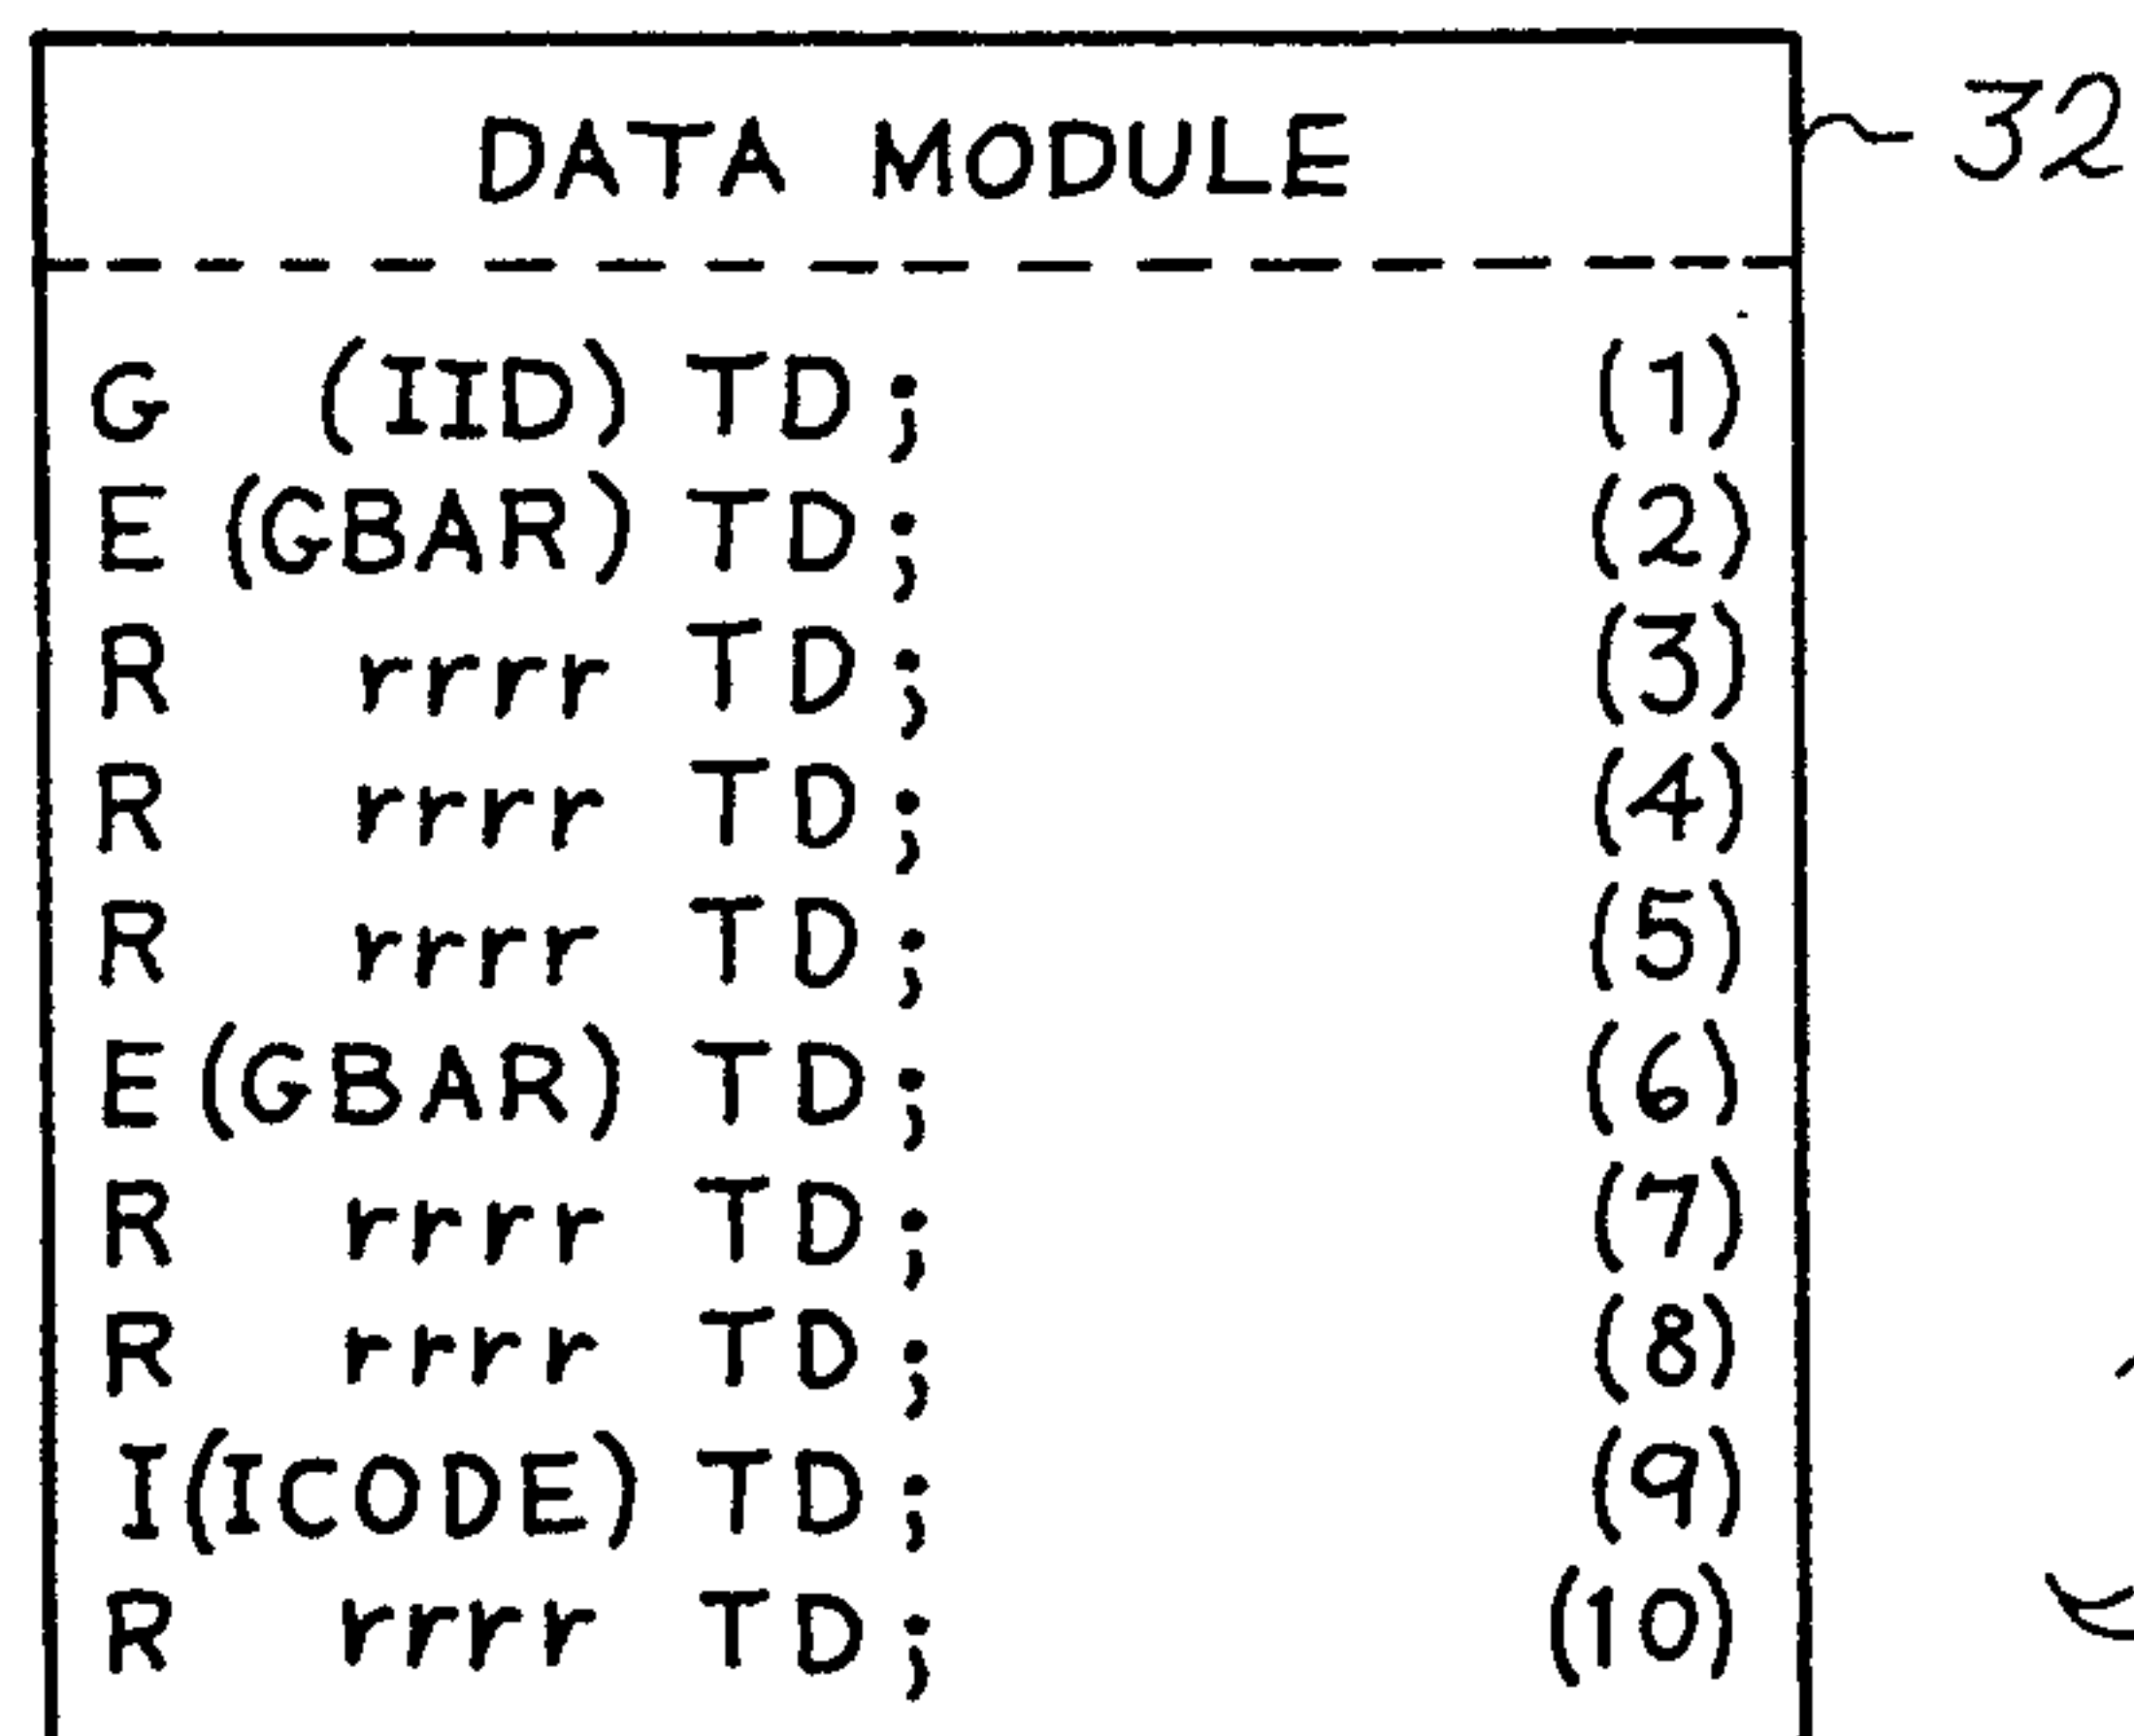 DATA MODULE 32
G (IID) TD; (1)
E (GBAR) TD; (2)
R rrrr TD; (3)
R rrrr TD; (4)
R rrrr TD; (5)
E (GBAR) TD; (6)
R rrrr TD; (7)
R rrrr TD; (8)
I (ICODE) TD; (9)
R rrrr TD; (10)